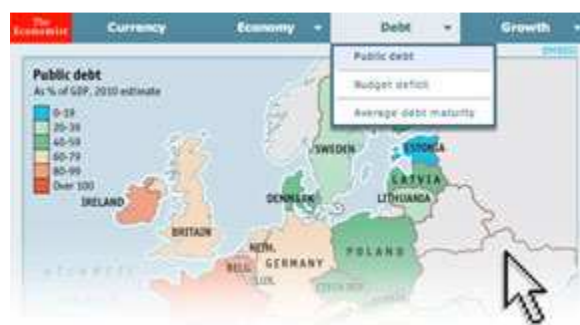 The
Economist
Currency
Economy
Debt
Growth
Public debt
Budget deficit
Average debt maturity
Public debt
As % of GDP, 2010 estimate
0-19
20-39
40-59
60-79
80-99
Over 100
SWEDEN
ESTONIA
LATVIA
LITHUANIA
DENMARK
IRELAND
BRITAIN
NETH.
POLAND
BELG.
GERMANY
LUX.